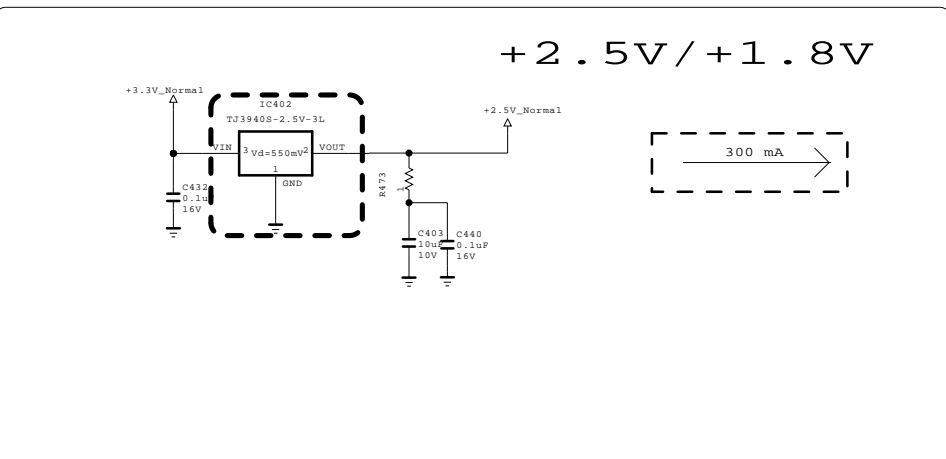 +2.5V/+1.8V
+3.3V_Normal
IC402
TJ3940S-2.5V-3L
+2.5V_Normal
VIN
3
Vd=550mV
2
VOUT
1
GND
300 mA
C432
0.1u
16V
R473
1
C403
10uF
10V
C440
0.1uF
16V